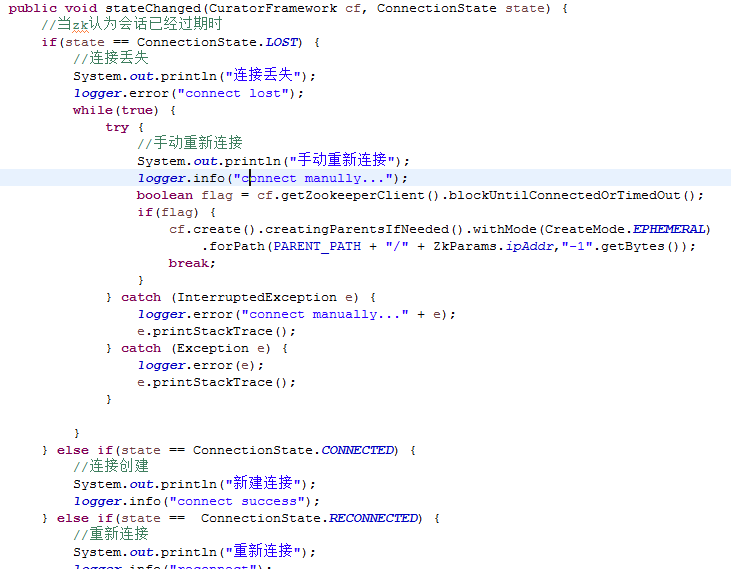 public void stateChanged(CuratorFramework cf, ConnectionState state) {
//当zk认为会话已经过期时
if(state == ConnectionState.LOST) {
//连接丢失
System.out.println("连接丢失");
logger.error("connect lost");
while(true) {
try {
//手动重新连接
System.out.println("手动重新连接");
logger.info("connect manully...");
boolean flag = cf.getZookeeperClient().blockUntilConnectedOrTimedOut();
if(flag) {
cf.create().creatingParentsIfNeeded().withMode(CreateMode.EPHEMERAL)
.forPath(PARENT_PATH + "/" + ZkParams.ipAddr,"-1".getBytes());
break;
}
} catch (InterruptedException e) {
logger.error("connect manually..." + e);
e.printStackTrace();
} catch (Exception e) {
logger.error(e);
e.printStackTrace();
}
}
} else if(state == ConnectionState.CONNECTED) {
//连接创建
System.out.println("新建连接");
logger.info("connect success");
} else if(state ==  ConnectionState.RECONNECTED) {
//重新连接
System.out.println("重新连接");
logger.info("reconnect");